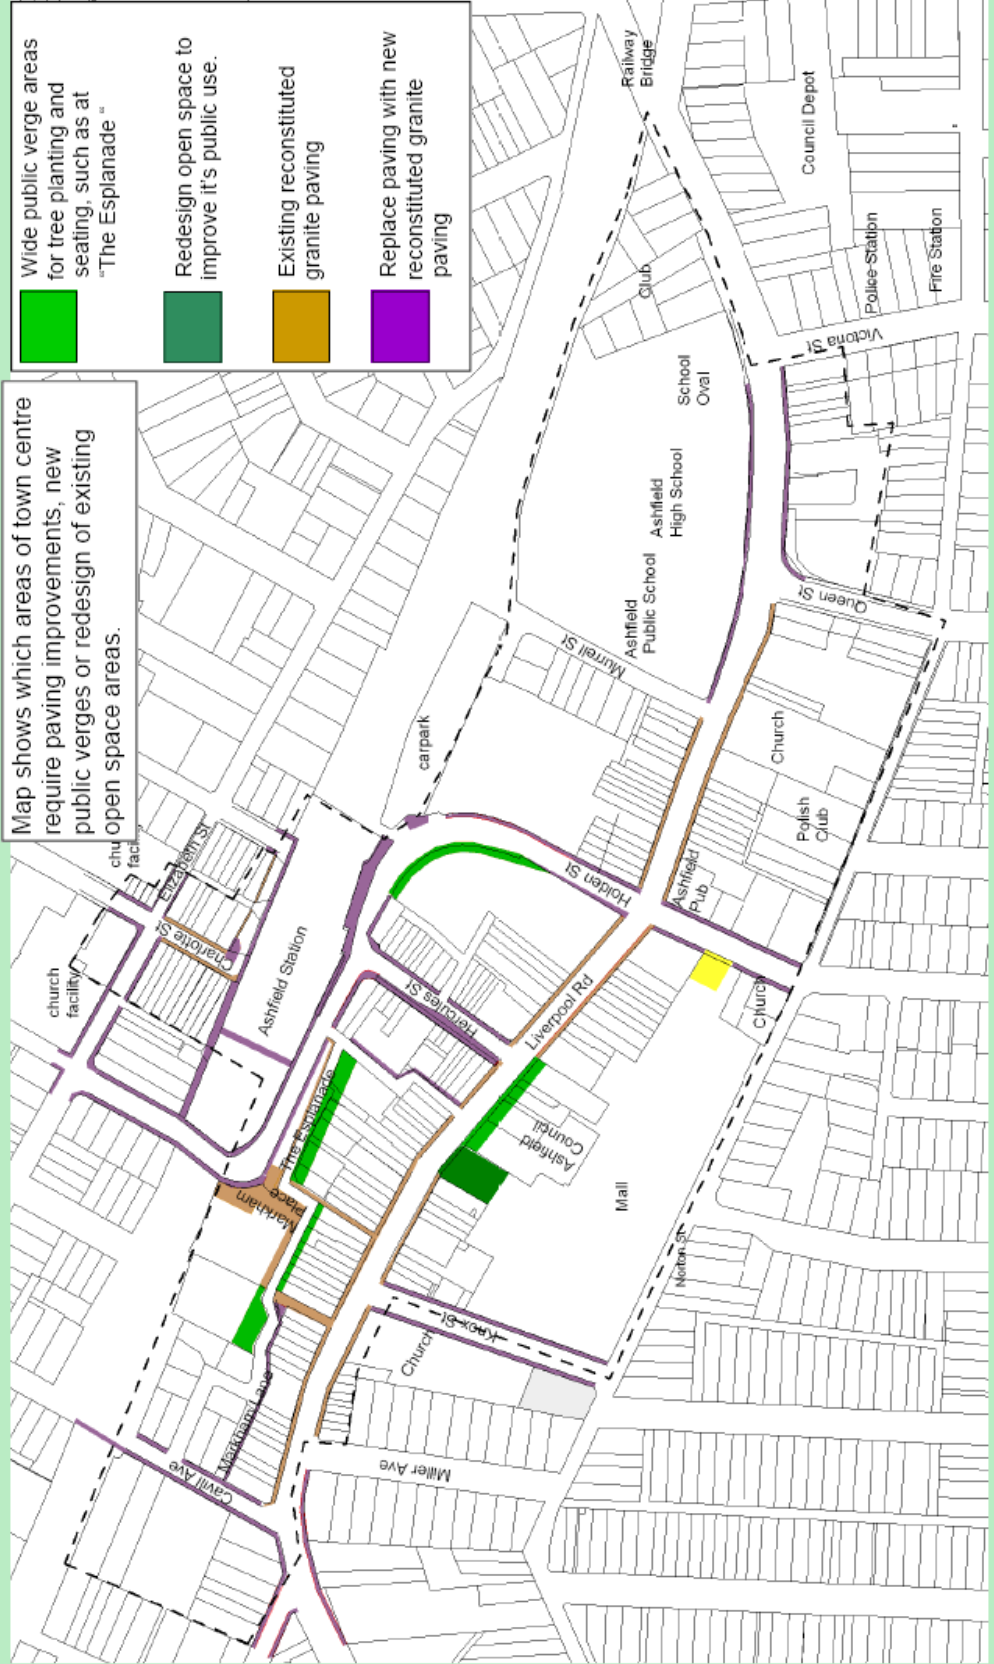 Map shows which areas of town centre
require paving improvements, new
public verges or redesign of existing
open space areas.
Wide public verge areas
for tree planting and
seating, such as at
“The Esplanade “
Redesign open space to
improve it's public use.
Existing reconstituted
granite paving
Replace paving with new
reconstituted granite
paving
Railway
Bridge
Council Depot
Club
Police Station
Fire Station
Victoria St
School
Oval
Ashfield
High School
Ashfield
Public School
Queen St
Murrell St
carpark
Church
Polish
Club
Ashfield
Pub
Holden St
Elizabeth St
Charlotte St
church
facility
Ashfield Station
Hercules St
Liverpool Rd
Church
The Esplanade
Ashfield
Council
Markham
Place
Mall
Norton St
Knox St
Church
Markham Lane
Cavill Ave
Miller Ave